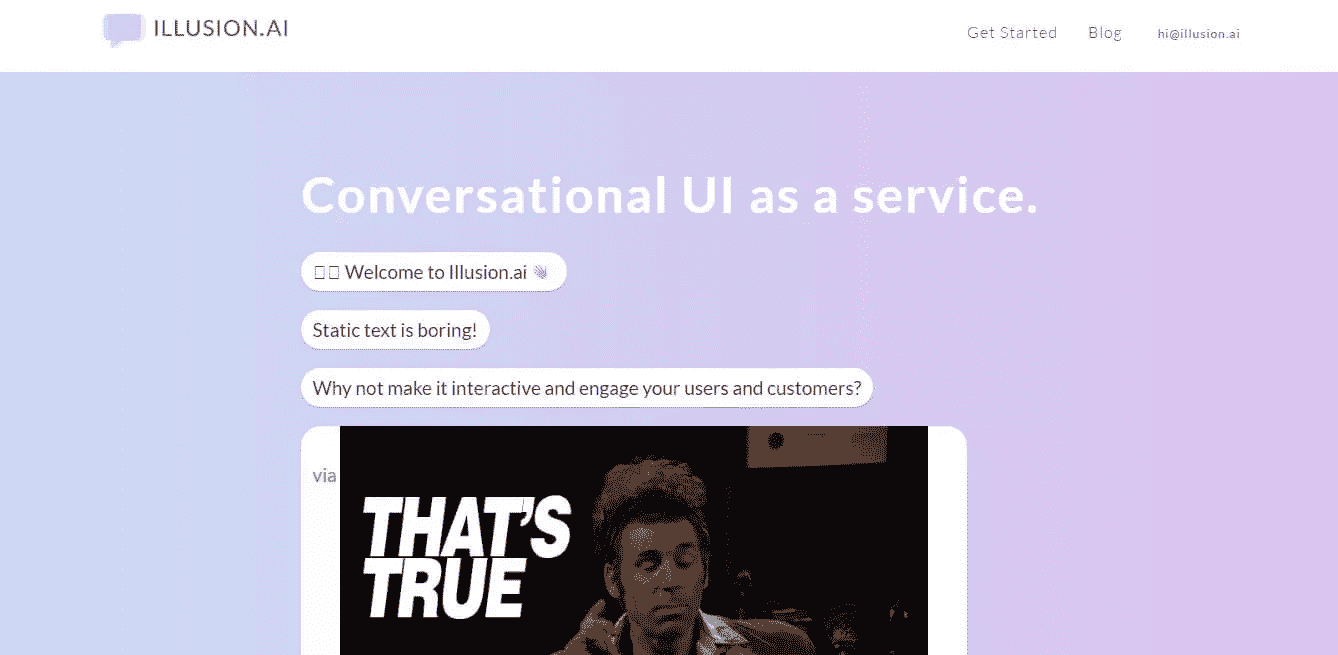 ILLUSION.AI
Get Started
Blog
hi@illusion.ai
Conversational UI as a service.
Welcome to Illusion.ai 👋
Static text is boring!
Why not make it interactive and engage your users and customers?
via
THAT'S
TRUE